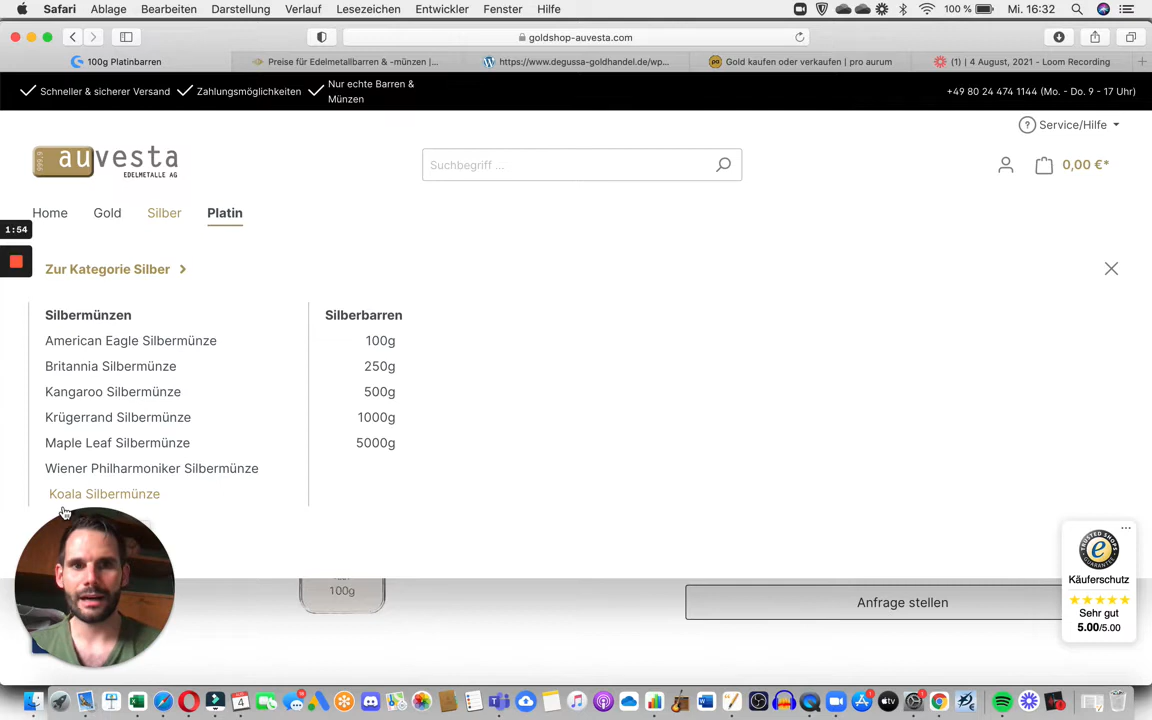 Safari Ablage Bearbeiten Darstellung Verlauf Lesezeichen Entwickler Fenster Hilfe 100 % Mi. 16:32
goldshop-auvesta.com
100g Platinbarren Preise für Edelmetallbarren & -münzen |... https://www.degussa-goldhandel.de/wp... Gold kaufen oder verkaufen | pro aurum (1) | 4 August, 2021 - Loom Recording
Schneller & sicherer Versand Zahlungsmöglichkeiten Nur echte Barren &
Münzen
+49 80 24 474 1144 (Mo. - Do. 9 - 17 Uhr)
? Service/Hilfe
999,9 auvesta
EDELMETALLE AG
Suchbegriff ...
0,00 €*
Home Gold Silber Platin
1:54
Zur Kategorie Silber
Silbermünzen
American Eagle Silbermünze
Britannia Silbermünze
Kangaroo Silbermünze
Krügerrand Silbermünze
Maple Leaf Silbermünze
Wiener Philharmoniker Silbermünze
Koala Silbermünze
Silberbarren
100g
250g
500g
1000g
5000g
100g
Anfrage stellen
TRUSTED SHOPS
e
GUARANTEE
Käuferschutz
Sehr gut
5.00/5.00